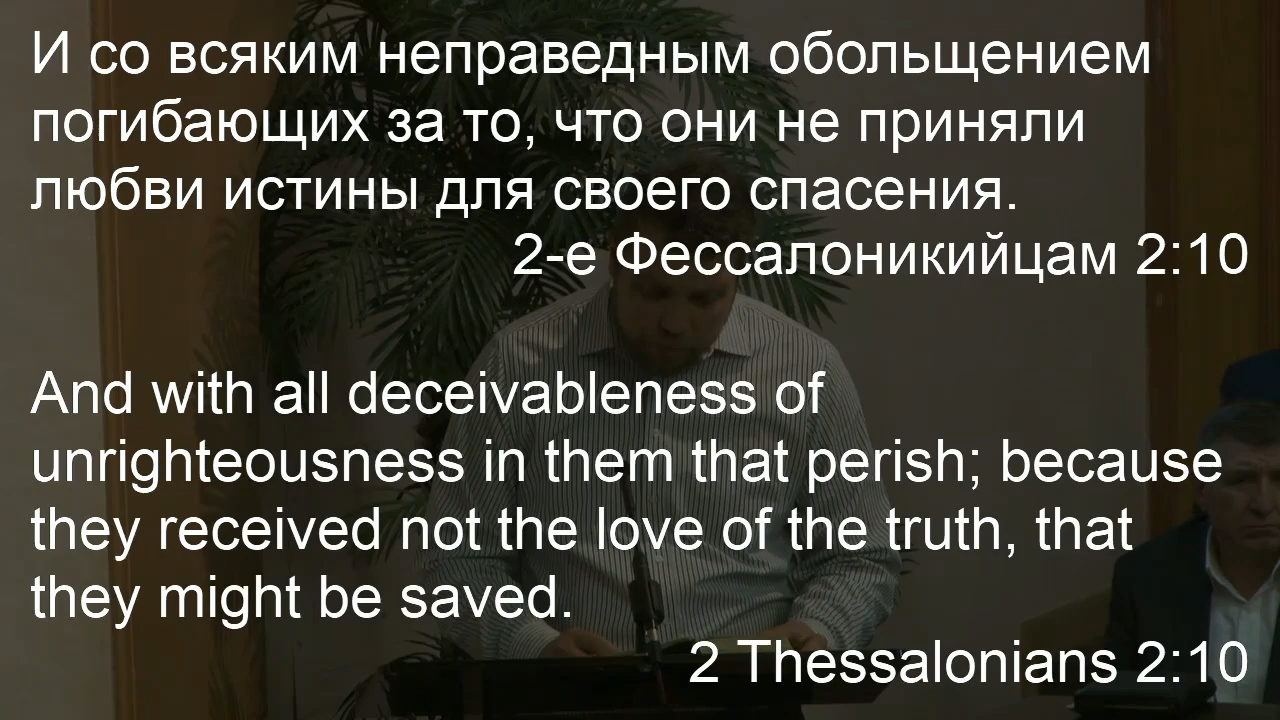 И со всяким неправедным обольщением
погибающих за то, что они не приняли
любви истины для своего спасения.
2-е Фессалоникийцам 2:10
And with all deceivableness of
unrighteousness in them that perish; because
they received not the love of the truth, that
they might be saved.
2 Thessalonians 2:10